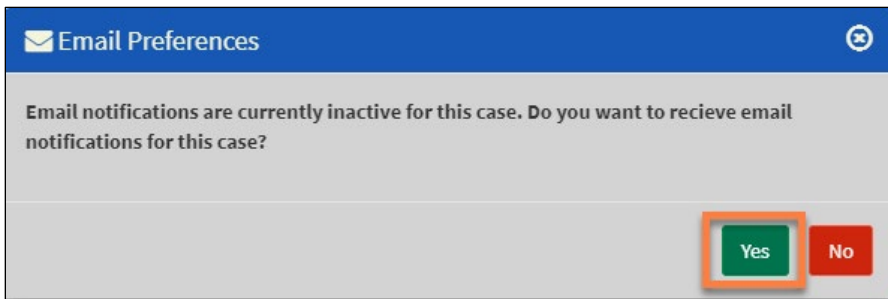 Email Preferences
Email notifications are currently inactive for this case. Do you want to recieve email
notifications for this case?
Yes No